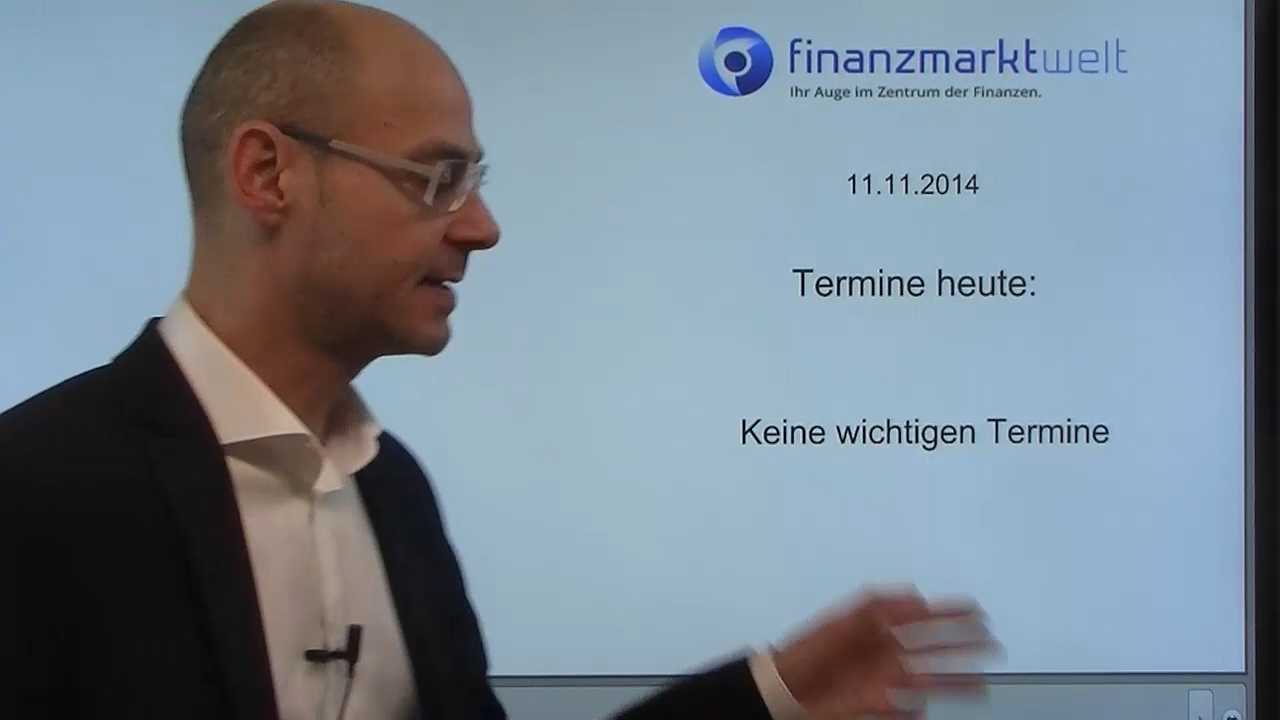 finanzmarktwelt
Ihr Auge im Zentrum der Finanzen.
11.11.2014
Termine heute:
Keine wichtigen Termine